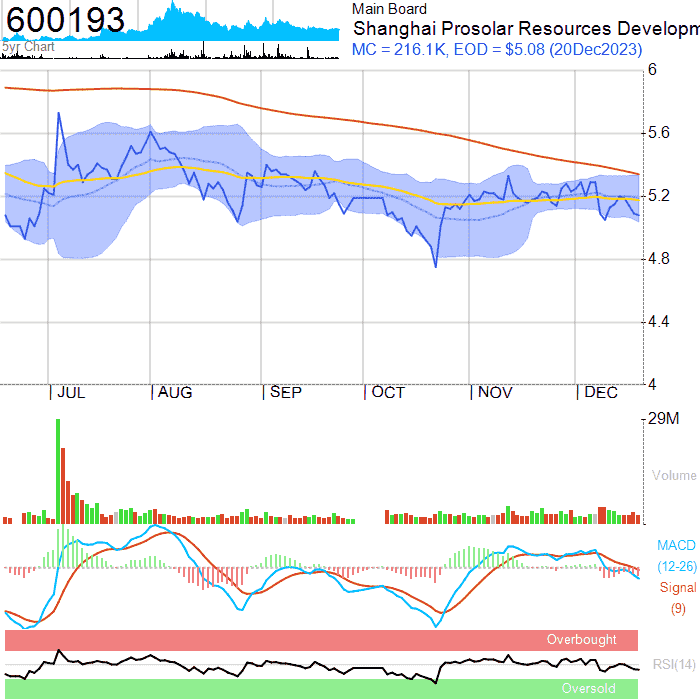 600193
5yr Chart
Main Board
Shanghai Prosolar Resources Developm
MC = 216.1K, EOD = $5.08 (20Dec2023)
6
5.6
5.2
4.8
4.4
4
JUL AUG SEP OCT NOV DEC
29M
Volume
MACD
(12-26)
Signal
(9)
Overbought
RSI(14)
Oversold